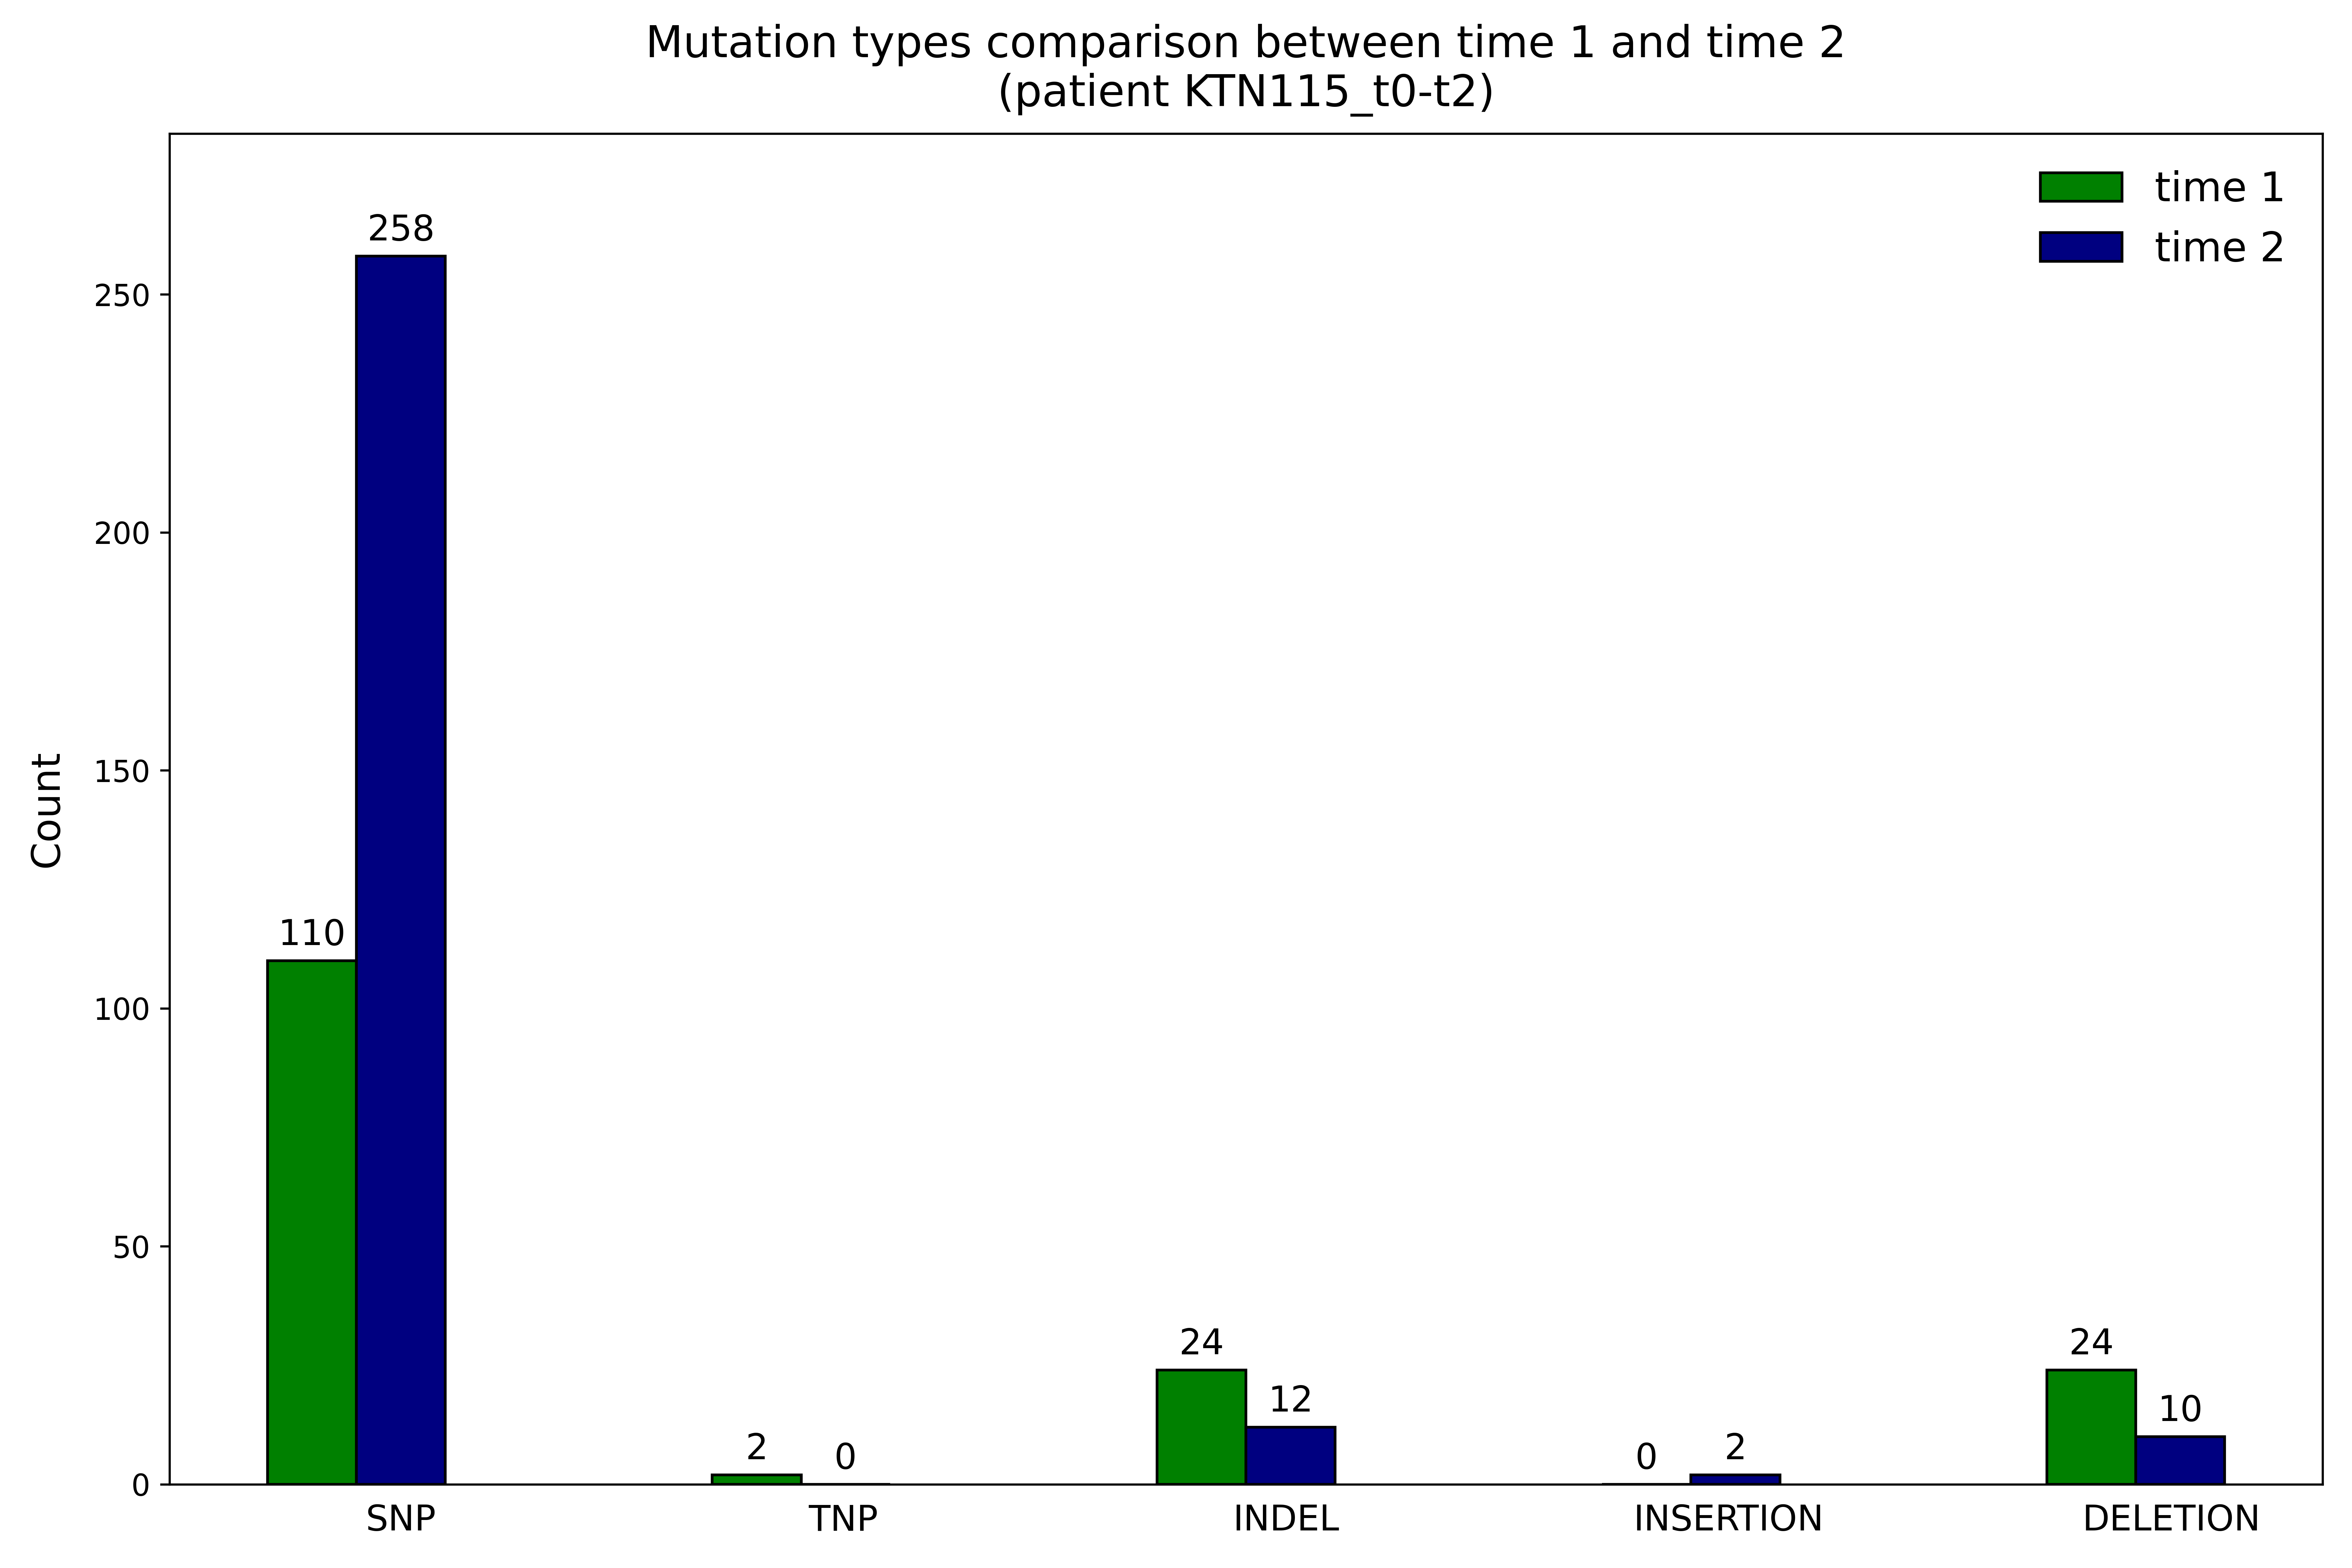 Mutation types comparison between time 1 and time 2
(patient KTN115_t0-t2)
time 1
time 2
Count
250
200
150
100
50
0
110
258
2
0
24
12
0
2
24
10
SNP
TNP
INDEL
INSERTION
DELETION